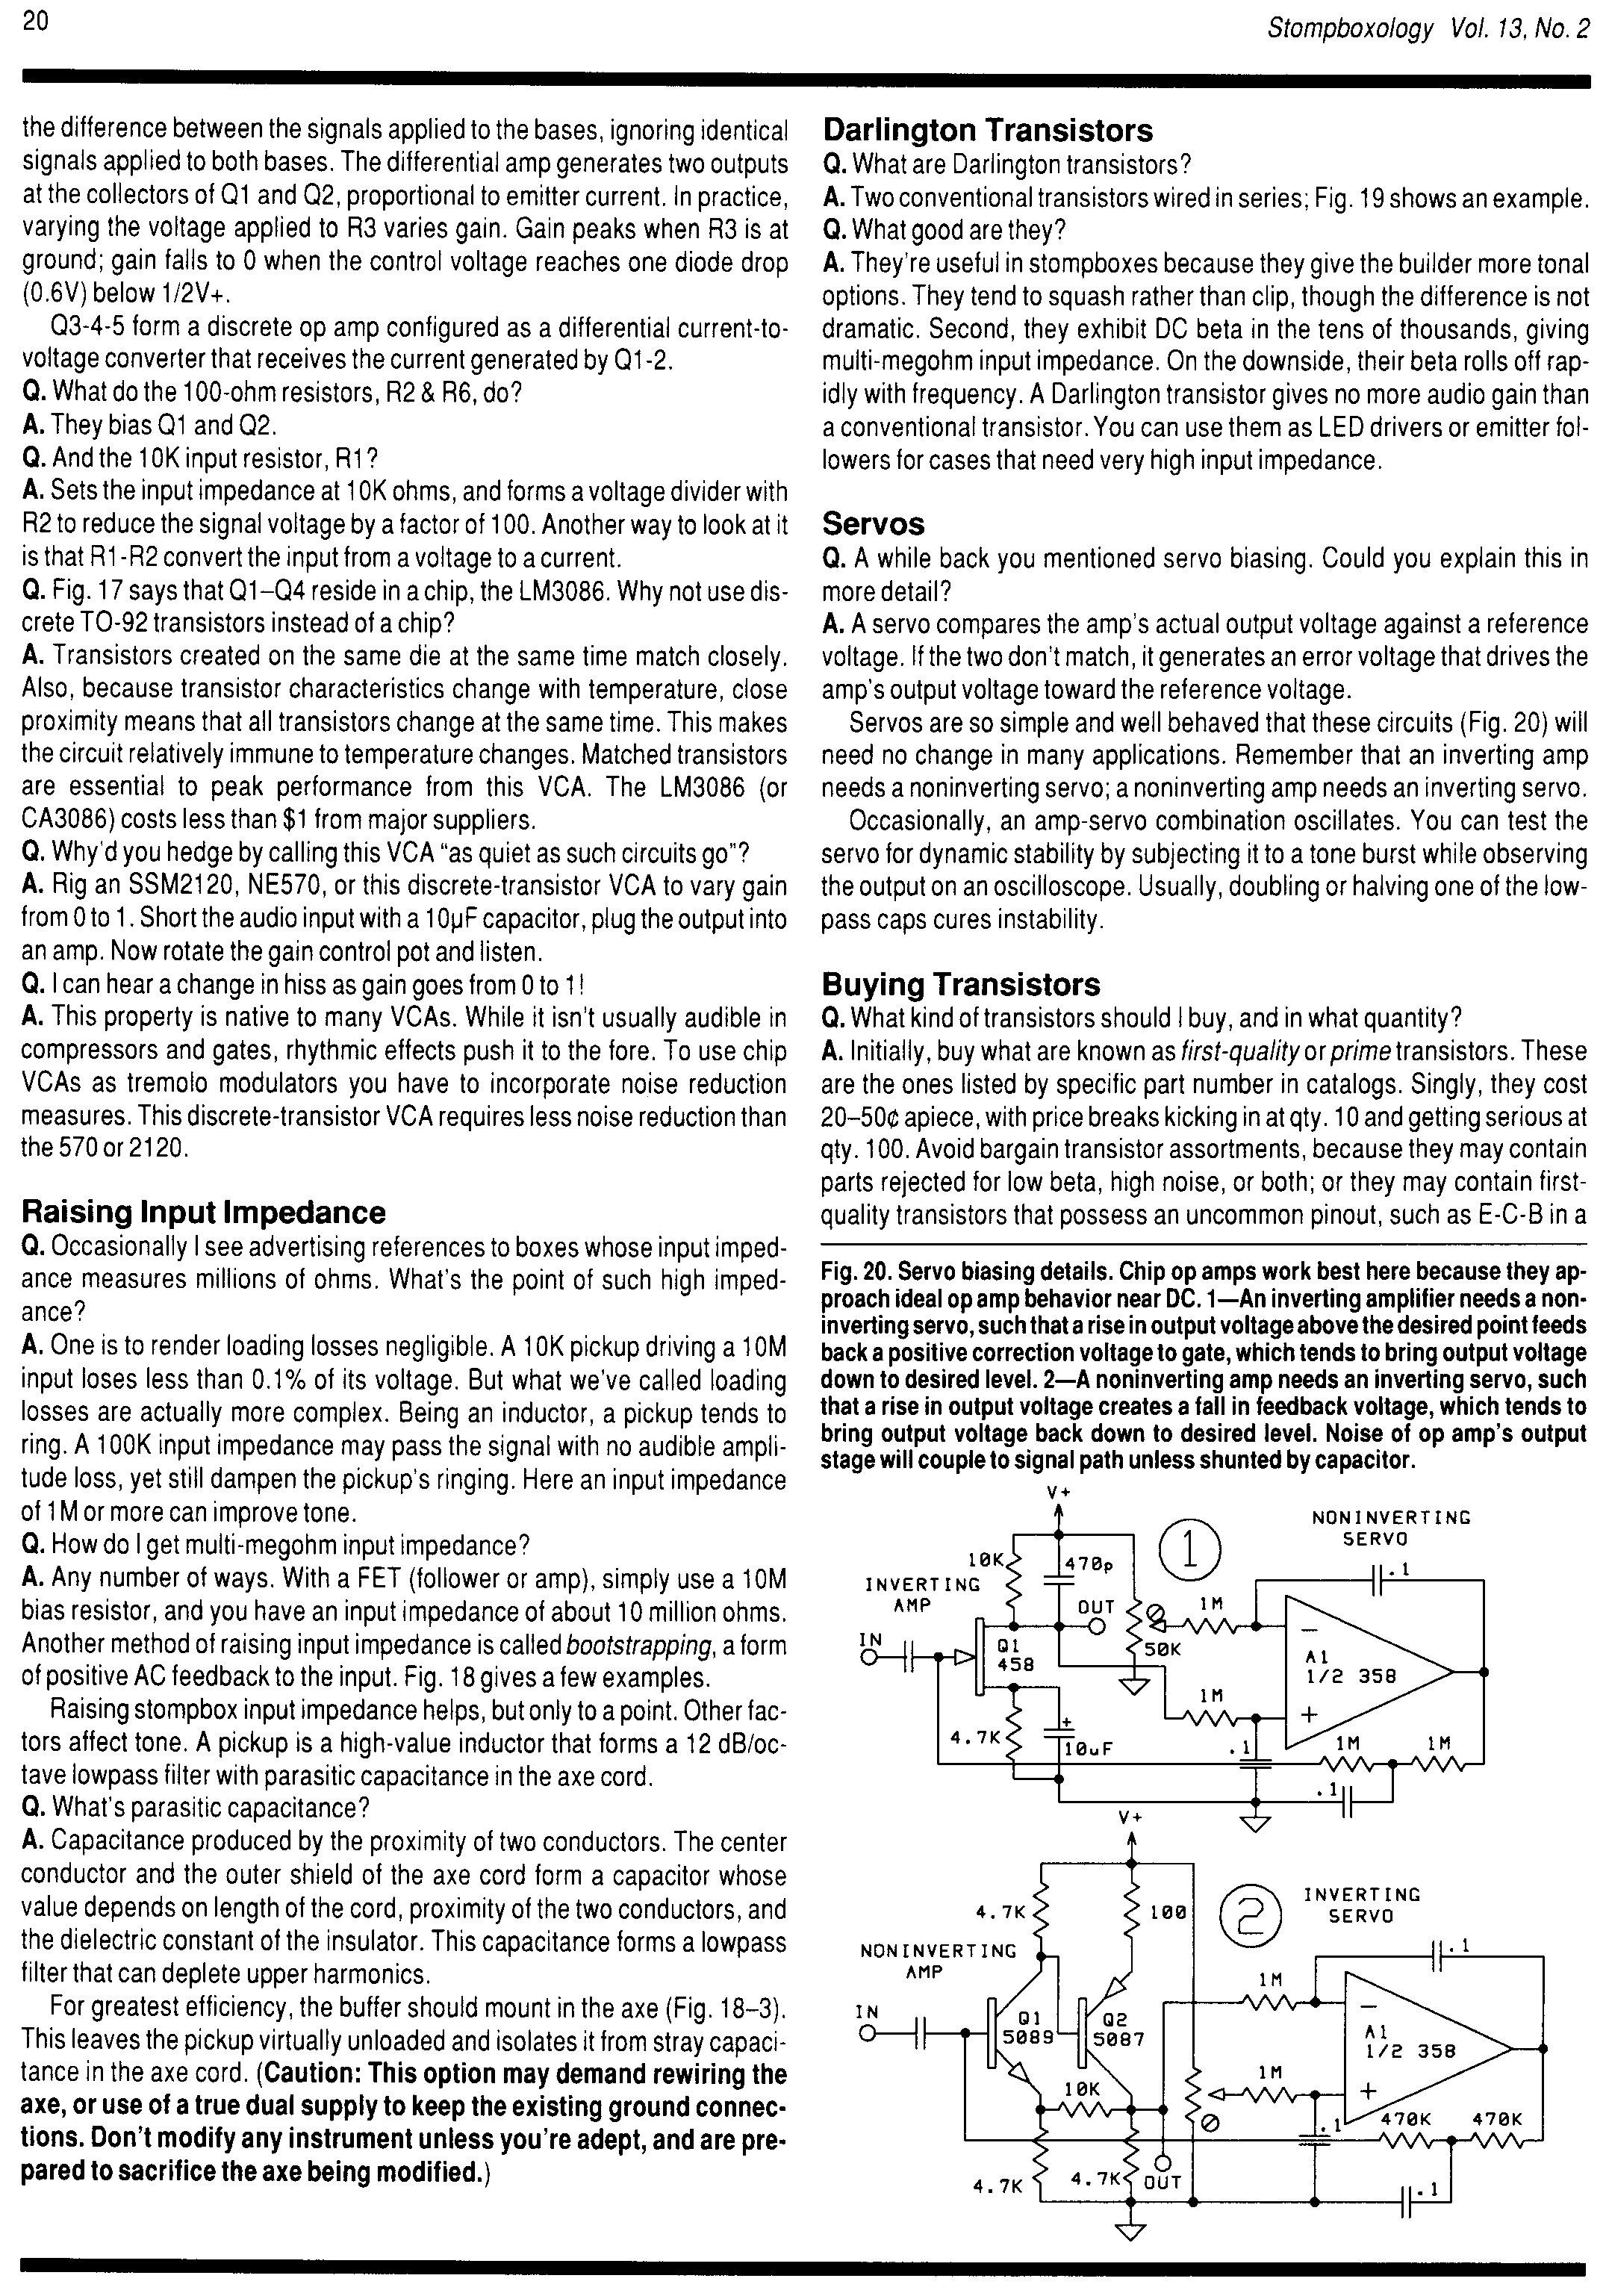 20
Stompboxology Vol. 13, No. 2
the difference between the signals applied to the bases, ignoring identical
signals applied to both bases. The differential amp generates two outputs
at the collectors of Q1 and Q2, proportional to emitter current. In practice,
varying the voltage applied to R3 varies gain. Gain peaks when R3 is at
ground; gain falls to 0 when the control voltage reaches one diode drop
(0.6V) below 1/2V+.
Q3-4-5 form a discrete op amp configured as a differential current-to-
voltage converter that receives the current generated by Q1-2.
Q. What do the 100-ohm resistors, R2 & R6, do?
A. They bias Q1 and Q2.
Q. And the 10K input resistor, R1?
A. Sets the input impedance at 10K ohms, and forms a voltage divider with
R2 to reduce the signal voltage by a factor of 100. Another way to look at it
is that R1-R2 convert the input from a voltage to a current.
Q. Fig. 17 says that Q1–Q4 reside in a chip, the LM3086. Why not use dis-
crete TO-92 transistors instead of a chip?
A. Transistors created on the same die at the same time match closely.
Also, because transistor characteristics change with temperature, close
proximity means that all transistors change at the same time. This makes
the circuit relatively immune to temperature changes. Matched transistors
are essential to peak performance from this VCA. The LM3086 (or
CA3086) costs less than $1 from major suppliers.
Q. Why'd you hedge by calling this VCA "as quiet as such circuits go"?
A. Rig an SSM2120, NE570, or this discrete-transistor VCA to vary gain
from 0 to 1. Short the audio input with a 10µF capacitor, plug the output into
an amp. Now rotate the gain control pot and listen.
Q. I can hear a change in hiss as gain goes from 0 to 1!
A. This property is native to many VCAs. While it isn't usually audible in
compressors and gates, rhythmic effects push it to the fore. To use chip
VCAs as tremolo modulators you have to incorporate noise reduction
measures. This discrete-transistor VCA requires less noise reduction than
the 570 or 2120.
Raising Input Impedance
Q. Occasionally I see advertising references to boxes whose input imped-
ance measures millions of ohms. What's the point of such high imped-
ance?
A. One is to render loading losses negligible. A 10K pickup driving a 10M
input loses less than 0.1% of its voltage. But what we've called loading
losses are actually more complex. Being an inductor, a pickup tends to
ring. A 100K input impedance may pass the signal with no audible ampli-
tude loss, yet still dampen the pickup's ringing. Here an input impedance
of 1M or more can improve tone.
Q. How do I get multi-megohm input impedance?
A. Any number of ways. With a FET (follower or amp), simply use a 10M
bias resistor, and you have an input impedance of about 10 million ohms.
Another method of raising input impedance is called bootstrapping, a form
of positive AC feedback to the input. Fig. 18 gives a few examples.
Raising stompbox input impedance helps, but only to a point. Other fac-
tors affect tone. A pickup is a high-value inductor that forms a 12 dB/oc-
tave lowpass filter with parasitic capacitance in the axe cord.
Q. What's parasitic capacitance?
A. Capacitance produced by the proximity of two conductors. The center
conductor and the outer shield of the axe cord form a capacitor whose
value depends on length of the cord, proximity of the two conductors, and
the dielectric constant of the insulator. This capacitance forms a lowpass
filter that can deplete upper harmonics.
For greatest efficiency, the buffer should mount in the axe (Fig. 18–3).
This leaves the pickup virtually unloaded and isolates it from stray capaci-
tance in the axe cord. (Caution: This option may demand rewiring the
axe, or use of a true dual supply to keep the existing ground connec-
tions. Don't modify any instrument unless you're adept, and are pre-
pared to sacrifice the axe being modified.)
Darlington Transistors
Q. What are Darlington transistors?
A. Two conventional transistors wired in series; Fig. 19 shows an example.
Q. What good are they?
A. They're useful in stompboxes because they give the builder more tonal
options. They tend to squash rather than clip, though the difference is not
dramatic. Second, they exhibit DC beta in the tens of thousands, giving
multi-megohm input impedance. On the downside, their beta rolls off rap-
idly with frequency. A Darlington transistor gives no more audio gain than
a conventional transistor. You can use them as LED drivers or emitter fol-
lowers for cases that need very high input impedance.
Servos
Q. A while back you mentioned servo biasing. Could you explain this in
more detail?
A. A servo compares the amp's actual output voltage against a reference
voltage. If the two don't match, it generates an error voltage that drives the
amp's output voltage toward the reference voltage.
Servos are so simple and well behaved that these circuits (Fig. 20) will
need no change in many applications. Remember that an inverting amp
needs a noninverting servo; a noninverting amp needs an inverting servo.
Occasionally, an amp-servo combination oscillates. You can test the
servo for dynamic stability by subjecting it to a tone burst while observing
the output on an oscilloscope. Usually, doubling or halving one of the low-
pass caps cures instability.
Buying Transistors
Q. What kind of transistors should I buy, and in what quantity?
A. Initially, buy what are known as first-quality or prime transistors. These
are the ones listed by specific part number in catalogs. Singly, they cost
20–50¢ apiece, with price breaks kicking in at qty. 10 and getting serious at
qty. 100. Avoid bargain transistor assortments, because they may contain
parts rejected for low beta, high noise, or both; or they may contain first-
quality transistors that possess an uncommon pinout, such as E-C-B in a
Fig. 20. Servo biasing details. Chip op amps work best here because they ap-
proach ideal op amp behavior near DC. 1—An inverting amplifier needs a non-
inverting servo, such that a rise in output voltage above the desired point feeds
back a positive correction voltage to gate, which tends to bring output voltage
down to desired level. 2—A noninverting amp needs an inverting servo, such
that a rise in output voltage creates a fall in feedback voltage, which tends to
bring output voltage back down to desired level. Noise of op amp's output
stage will couple to signal path unless shunted by capacitor.
V+
1
NONINVERTING
SERVO
10K
470p
.1
INVERTING
AMP
OUT
1M
IN
Q1
458
50K
−
A1
1/2 358
1M
+
4.7K
+
10uF
.1
1M
1M
.1
V+
4.7K
100
2
INVERTING
SERVO
NONINVERTING
AMP
.1
1M
IN
Q1
5089
Q2
5087
−
A1
1/2 358
1M
+
10K
.1
470K
470K
4.7K
4.7K
OUT
.1